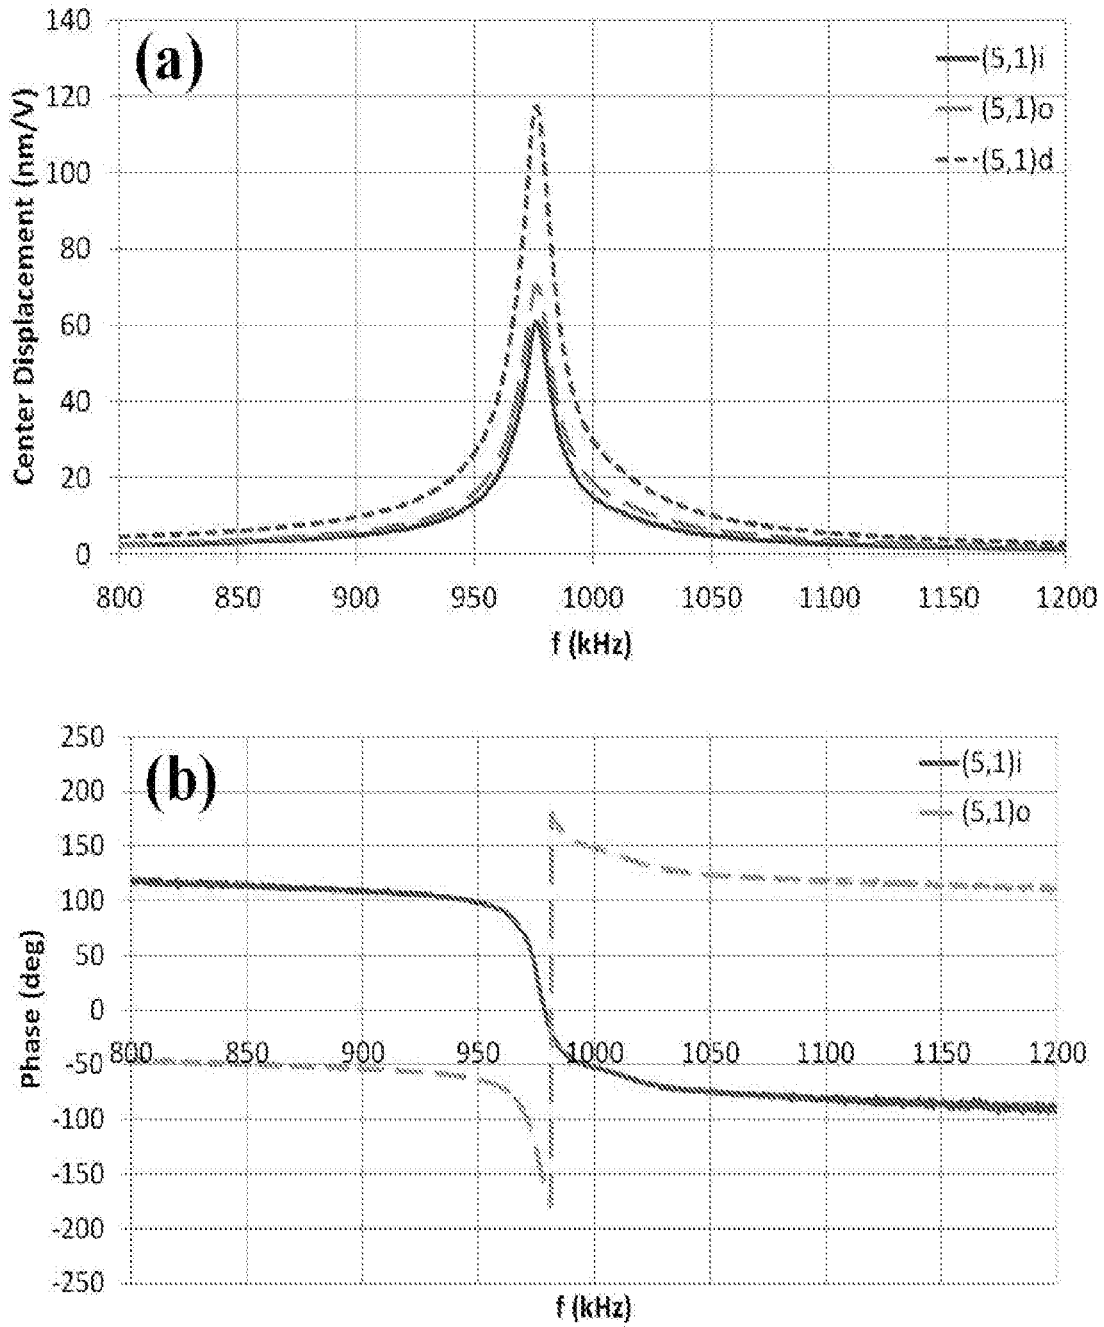 (a)
140
120
100
80
60
40
20
0
Center Displacement (nm/V)
(5,1)i
(5,1)o
(5,1)d
800 850 900 950 1000 1050 1100 1150 1200
f (kHz)
(b)
250
200
150
100
50
0
-50
-100
-150
-200
-250
Phase (deg)
(5,1)i
(5,1)o
800 850 900 950 1000 1050 1100 1150 1200
f (kHz)